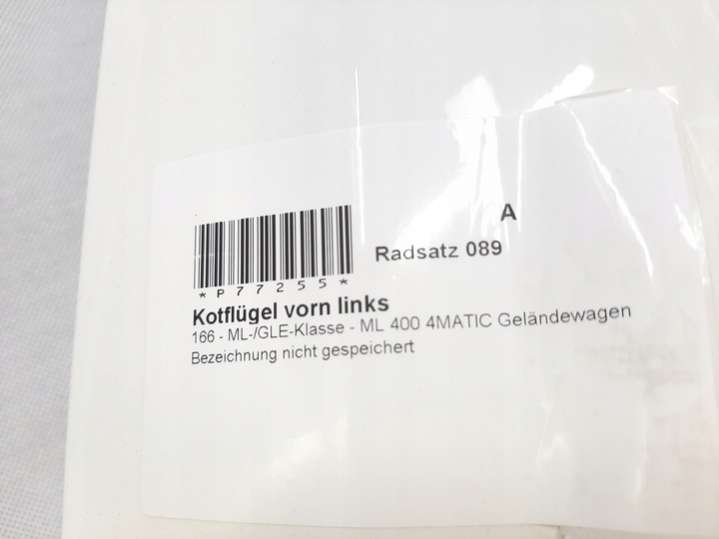 A
Radsatz 089
*P77255*
Kotflügel vorn links
166 - ML-/GLE-Klasse - ML 400 4MATIC Geländewagen
Bezeichnung nicht gespeichert